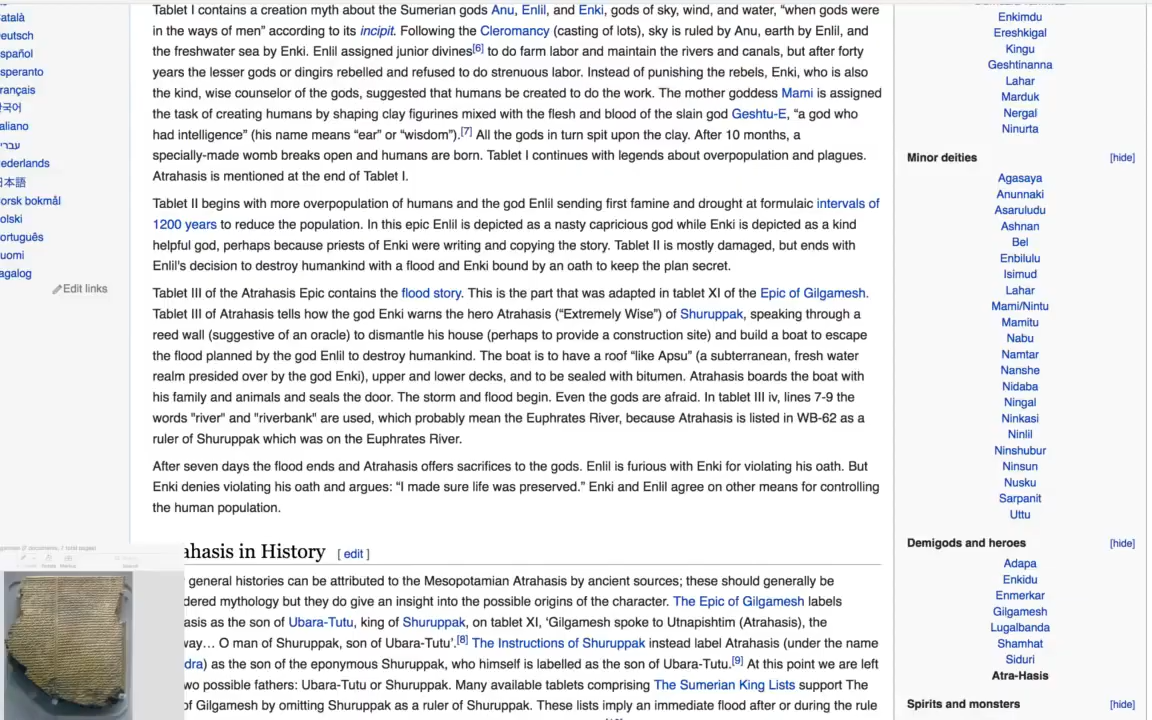 Català
Deutsch
Español
Esperanto
Français
한국어
Italiano
עברית
Nederlands
日本語
Norsk bokmål
Polski
Português
Suomi
Tagalog
Edit links
Tablet I contains a creation myth about the Sumerian gods Anu, Enlil, and Enki, gods of sky, wind, and water, “when gods were
in the ways of men” according to its incipit. Following the Cleromancy (casting of lots), sky is ruled by Anu, earth by Enlil, and
the freshwater sea by Enki. Enlil assigned junior divines[6] to do farm labor and maintain the rivers and canals, but after forty
years the lesser gods or dingirs rebelled and refused to do strenuous labor. Instead of punishing the rebels, Enki, who is also
the kind, wise counselor of the gods, suggested that humans be created to do the work. The mother goddess Mami is assigned
the task of creating humans by shaping clay figurines mixed with the flesh and blood of the slain god Geshtu-E, “a god who
had intelligence” (his name means “ear” or “wisdom”).[7] All the gods in turn spit upon the clay. After 10 months, a
specially-made womb breaks open and humans are born. Tablet I continues with legends about overpopulation and plagues.
Atrahasis is mentioned at the end of Tablet I.
Tablet II begins with more overpopulation of humans and the god Enlil sending first famine and drought at formulaic intervals of
1200 years to reduce the population. In this epic Enlil is depicted as a nasty capricious god while Enki is depicted as a kind
helpful god, perhaps because priests of Enki were writing and copying the story. Tablet II is mostly damaged, but ends with
Enlil's decision to destroy humankind with a flood and Enki bound by an oath to keep the plan secret.
Tablet III of the Atrahasis Epic contains the flood story. This is the part that was adapted in tablet XI of the Epic of Gilgamesh.
Tablet III of Atrahasis tells how the god Enki warns the hero Atrahasis (“Extremely Wise”) of Shuruppak, speaking through a
reed wall (suggestive of an oracle) to dismantle his house (perhaps to provide a construction site) and build a boat to escape
the flood planned by the god Enlil to destroy humankind. The boat is to have a roof “like Apsu” (a subterranean, fresh water
realm presided over by the god Enki), upper and lower decks, and to be sealed with bitumen. Atrahasis boards the boat with
his family and animals and seals the door. The storm and flood begin. Even the gods are afraid. In tablet III iv, lines 7-9 the
words "river" and "riverbank" are used, which probably mean the Euphrates River, because Atrahasis is listed in WB-62 as a
ruler of Shuruppak which was on the Euphrates River.
After seven days the flood ends and Atrahasis offers sacrifices to the gods. Enlil is furious with Enki for violating his oath. But
Enki denies violating his oath and argues: “I made sure life was preserved.” Enki and Enlil agree on other means for controlling
the human population.
ahasis in History [ edit ]
general histories can be attributed to the Mesopotamian Atrahasis by ancient sources; these should generally be
dered mythology but they do give an insight into the possible origins of the character. The Epic of Gilgamesh labels
asis as the son of Ubara-Tutu, king of Shuruppak, on tablet XI, ‘Gilgamesh spoke to Utnapishtim (Atrahasis), the
way… O man of Shuruppak, son of Ubara-Tutu’.[8] The Instructions of Shuruppak instead label Atrahasis (under the name
dra) as the son of the eponymous Shuruppak, who himself is labelled as the son of Ubara-Tutu.[9] At this point we are left
wo possible fathers: Ubara-Tutu or Shuruppak. Many available tablets comprising The Sumerian King Lists support The
of Gilgamesh by omitting Shuruppak as a ruler of Shuruppak. These lists imply an immediate flood after or during the rule
Enkimdu
Ereshkigal
Kingu
Geshtinanna
Lahar
Marduk
Nergal
Ninurta
Minor deities [hide]
Agasaya
Anunnaki
Asaruludu
Ashnan
Bel
Enbilulu
Isimud
Lahar
Mami/Nintu
Mamitu
Nabu
Namtar
Nanshe
Nidaba
Ningal
Ninkasi
Ninlil
Ninshubur
Ninsun
Nusku
Sarpanit
Uttu
Demigods and heroes [hide]
Adapa
Enkidu
Enmerkar
Gilgamesh
Lugalbanda
Shamhat
Siduri
Atra-Hasis
Spirits and monsters [hide]